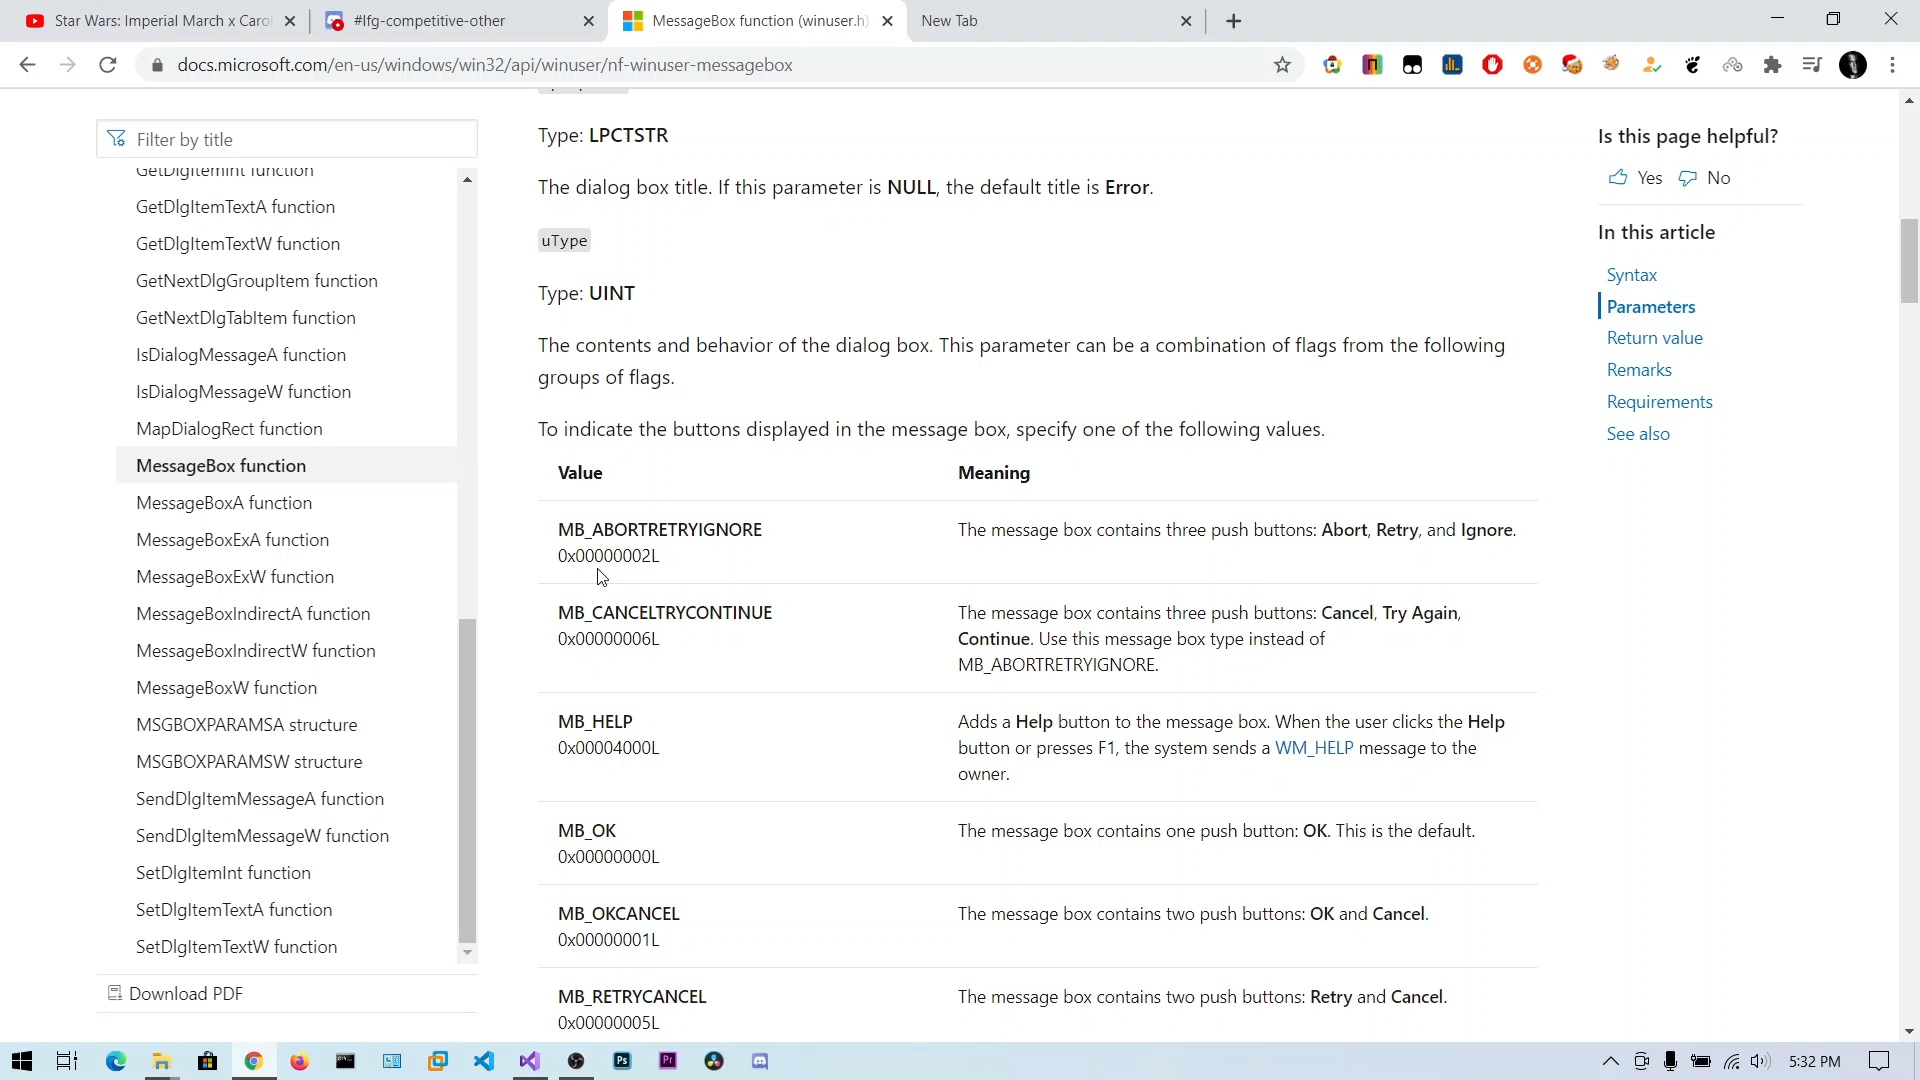 Star Wars: Imperial March x Carol
#lfg-competitive-other
MessageBox function (winuser.h)
New Tab
docs.microsoft.com/en-us/windows/win32/api/winuser/nf-winuser-messagebox
Filter by title
GetDlgItemInt function
GetDlgItemTextA function
GetDlgItemTextW function
GetNextDlgGroupItem function
GetNextDlgTabItem function
IsDialogMessageA function
IsDialogMessageW function
MapDialogRect function
MessageBox function
MessageBoxA function
MessageBoxExA function
MessageBoxExW function
MessageBoxIndirectA function
MessageBoxIndirectW function
MessageBoxW function
MSGBOXPARAMSA structure
MSGBOXPARAMSW structure
SendDlgItemMessageA function
SendDlgItemMessageW function
SetDlgItemInt function
SetDlgItemTextA function
SetDlgItemTextW function
Download PDF
Type: LPCTSTR
The dialog box title. If this parameter is NULL, the default title is Error.
uType
Type: UINT
The contents and behavior of the dialog box. This parameter can be a combination of flags from the following
groups of flags.
To indicate the buttons displayed in the message box, specify one of the following values.
Value Meaning
MB_ABORTRETRYIGNORE The message box contains three push buttons: Abort, Retry, and Ignore.
0x00000002L
MB_CANCELTRYCONTINUE The message box contains three push buttons: Cancel, Try Again,
0x00000006L Continue. Use this message box type instead of
MB_ABORTRETRYIGNORE.
MB_HELP Adds a Help button to the message box. When the user clicks the Help
0x00004000L button or presses F1, the system sends a WM_HELP message to the
owner.
MB_OK The message box contains one push button: OK. This is the default.
0x00000000L
MB_OKCANCEL The message box contains two push buttons: OK and Cancel.
0x00000001L
MB_RETRYCANCEL The message box contains two push buttons: Retry and Cancel.
0x00000005L
Is this page helpful?
Yes No
In this article
Syntax
Parameters
Return value
Remarks
Requirements
See also
Ps
Pr
5:32 PM